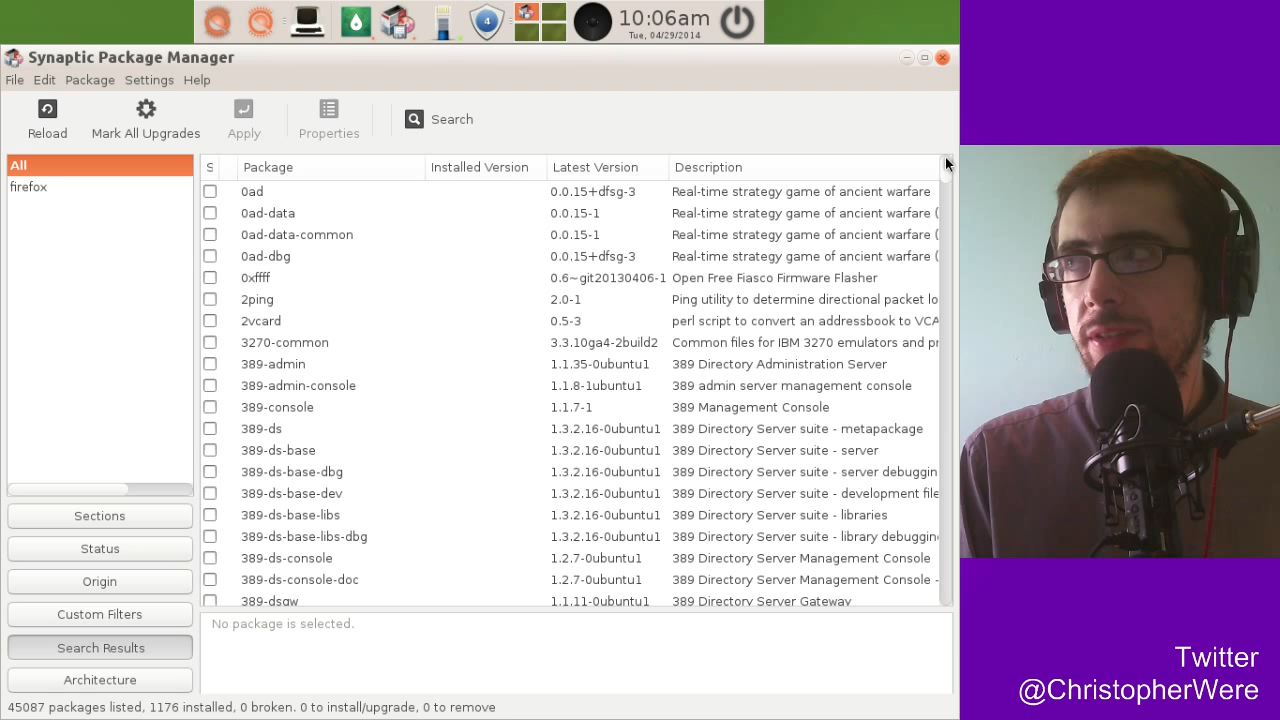 4
10:06am
Tue, 04/29/2014
Synaptic Package Manager
File Edit Package Settings Help
Reload Mark All Upgrades Apply Properties Search
All
firefox
S Package Installed Version Latest Version Description
0ad 0.0.15+dfsg-3 Real-time strategy game of ancient warfare
0ad-data 0.0.15-1 Real-time strategy game of ancient warfare (
0ad-data-common 0.0.15-1 Real-time strategy game of ancient warfare (
0ad-dbg 0.0.15+dfsg-3 Real-time strategy game of ancient warfare (
0xffff 0.6~git20130406-1 Open Free Fiasco Firmware Flasher
2ping 2.0-1 Ping utility to determine directional packet lo
2vcard 0.5-3 perl script to convert an addressbook to VCA
3270-common 3.3.10ga4-2build2 Common files for IBM 3270 emulators and pr
389-admin 1.1.35-0ubuntu1 389 Directory Administration Server
389-admin-console 1.1.8-1ubuntu1 389 admin server management console
389-console 1.1.7-1 389 Management Console
389-ds 1.3.2.16-0ubuntu1 389 Directory Server suite - metapackage
389-ds-base 1.3.2.16-0ubuntu1 389 Directory Server suite - server
389-ds-base-dbg 1.3.2.16-0ubuntu1 389 Directory Server suite - server debuggin
389-ds-base-dev 1.3.2.16-0ubuntu1 389 Directory Server suite - development file
389-ds-base-libs 1.3.2.16-0ubuntu1 389 Directory Server suite - libraries
389-ds-base-libs-dbg 1.3.2.16-0ubuntu1 389 Directory Server suite - library debuggin
389-ds-console 1.2.7-0ubuntu1 389 Directory Server Management Console
389-ds-console-doc 1.2.7-0ubuntu1 389 Directory Server Management Console -
389-dsgw 1.1.11-0ubuntu1 389 Directory Server Gateway
Sections
Status
Origin
Custom Filters
Search Results
Architecture
No package is selected.
45087 packages listed, 1176 installed, 0 broken. 0 to install/upgrade, 0 to remove
Twitter
@ChristopherWere